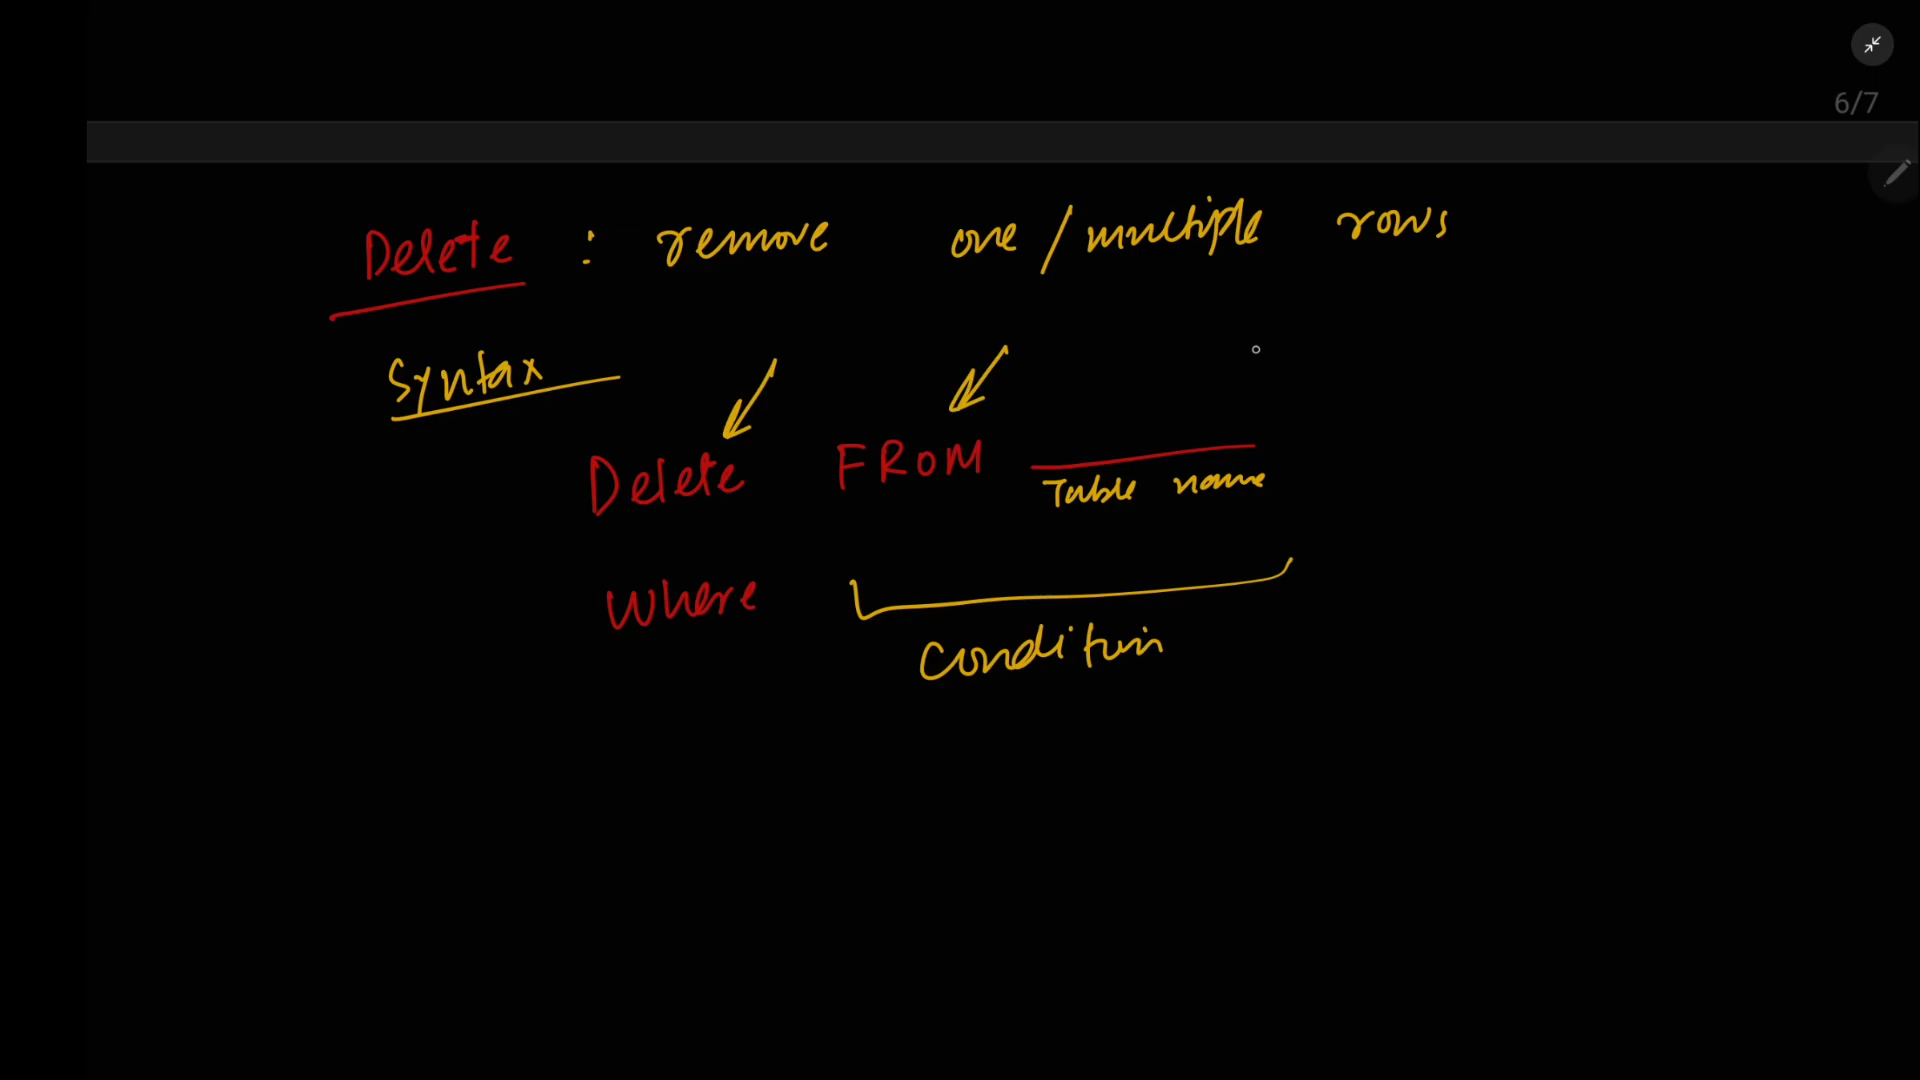 6/7
Delete : remove one/multiple rows
Syntax
Delete FROM
Table name
Where
Condition